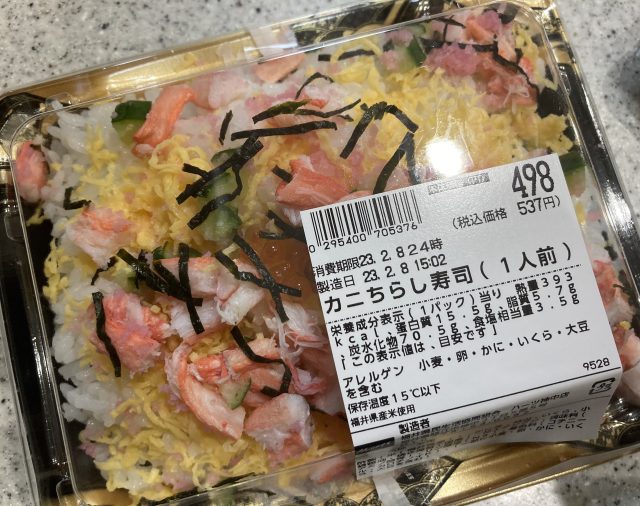 498
(税込価格 537円)
0295400705376
消費期限23.2.8 24時
製造日 23.2.8 15:02
カニちらし寿司(1人前)
栄養成分表示(1パック)当り 熱量393
kcal、蛋白質15.5g、脂質5.7g
、炭水化物70.5g、食塩相当量3.5g
[この表示値は、目安です]
アレルゲン 小麦・卵・かに・いくら・大豆
を含む
保存温度15℃以下
9528
福井県産米使用
製造者